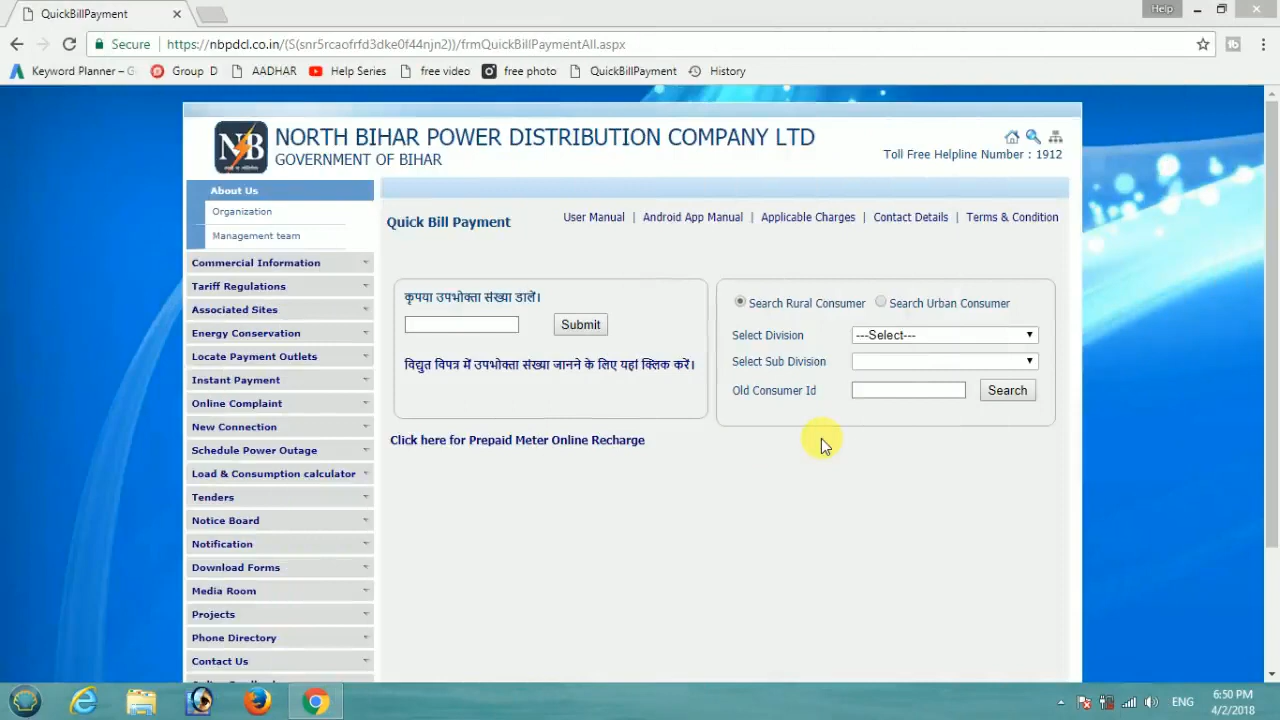 QuickBillPayment
Help
Secure
https://nbpdcl.co.in/(S(snr5rcaofrfd3dke0f44njn2))/frmQuickBillPaymentAll.aspx
Keyword Planner – G
Group D
AADHAR
Help Series
free video
free photo
QuickBillPayment
History
NB
NORTH BIHAR POWER DISTRIBUTION COMPANY LTD
GOVERNMENT OF BIHAR
Toll Free Helpline Number : 1912
About Us
Organization
Management team
Commercial Information
Tariff Regulations
Associated Sites
Energy Conservation
Locate Payment Outlets
Instant Payment
Online Complaint
New Connection
Schedule Power Outage
Load & Consumption calculator
Tenders
Notice Board
Notification
Download Forms
Media Room
Projects
Phone Directory
Contact Us
Quick Bill Payment
User Manual | Android App Manual | Applicable Charges | Contact Details | Terms & Condition
कृपया उपभोक्ता संख्या डालें।
Submit
विद्युत विपत्र में उपभोक्ता संख्या जानने के लिए यहां क्लिक करें।
Search Rural Consumer
Search Urban Consumer
Select Division
---Select---
Select Sub Division
Old Consumer Id
Search
Click here for Prepaid Meter Online Recharge
ENG
6:50 PM
4/2/2018